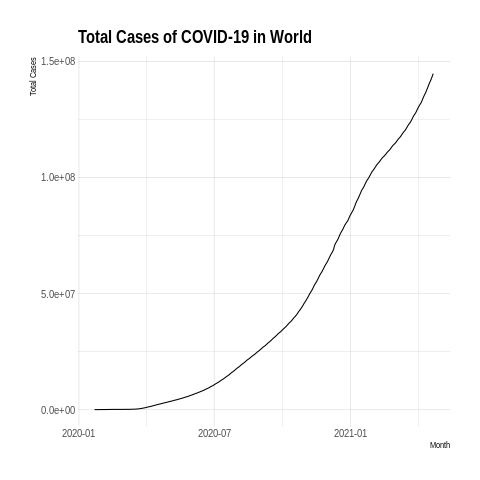 Total Cases of COVID-19 in World
Total Cases
1.5e+08
1.0e+08
5.0e+07
0.0e+00
2020-01 2020-07 2021-01
Month